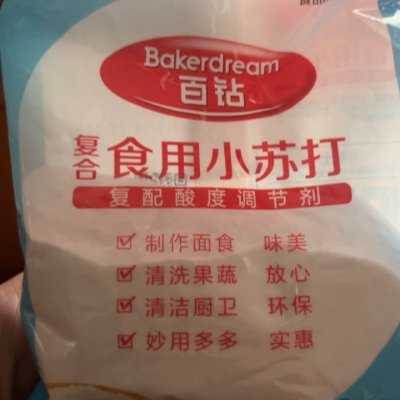 Bakerdream
百钻
复合 食用小苏打
复配酸度调节剂
制作面食 味美
清洗果蔬 放心
清洁厨卫 环保
妙用多多 实惠